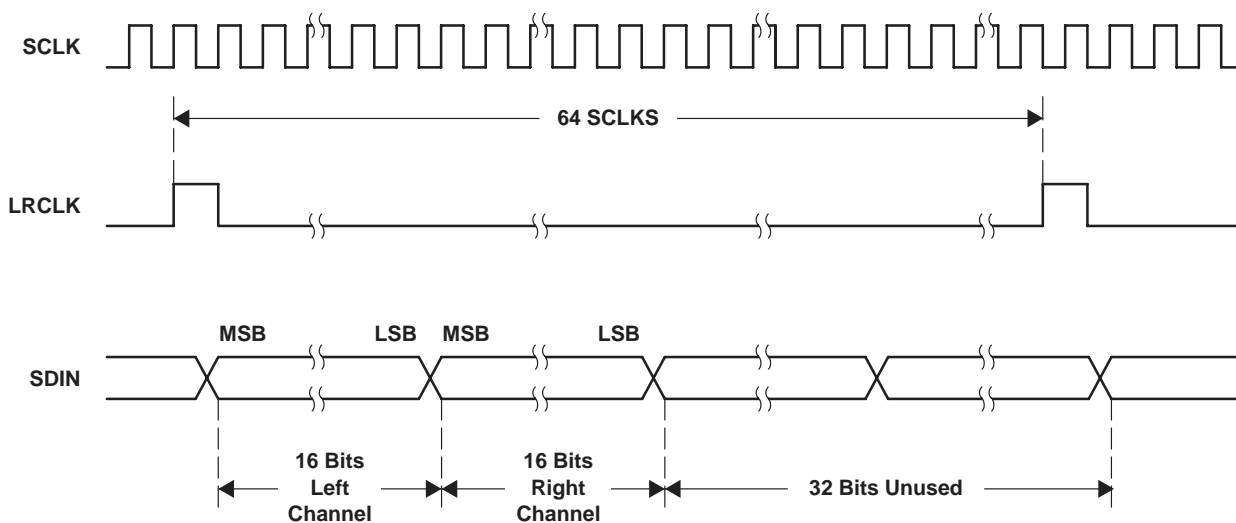 SCLK
64 SCLKS
LRCLK
MSB
LSB
MSB
LSB
SDIN
16 Bits
Left
Channel
16 Bits
Right
Channel
32 Bits Unused